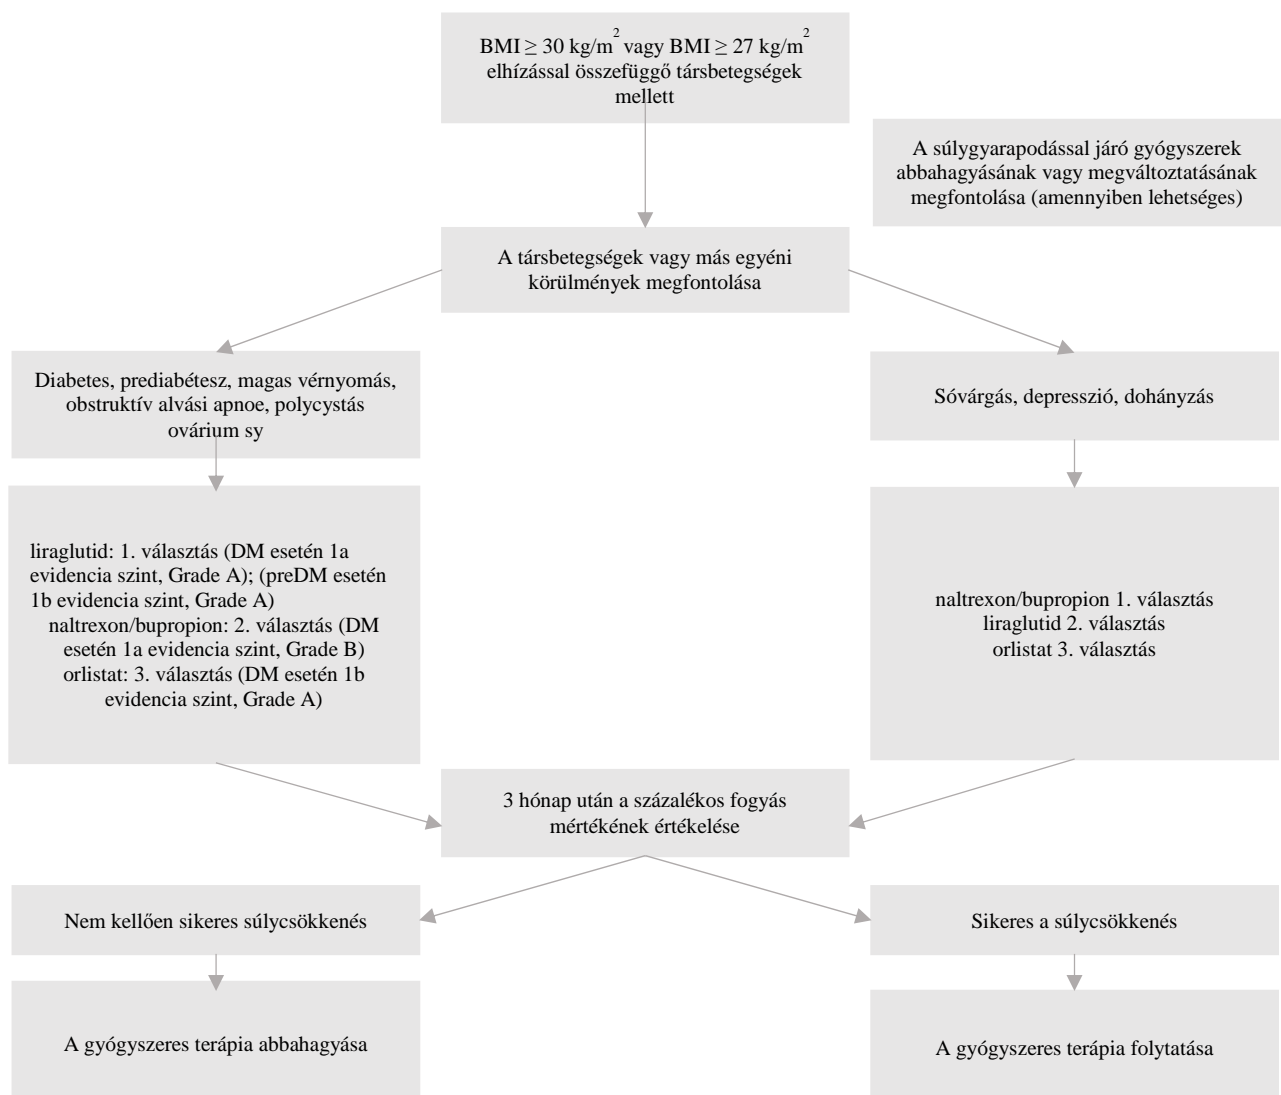 BMI ≥ 30 kg/m² vagy BMI ≥ 27 kg/m²
elhízással összefüggő társbetegségek
mellett
A súlygyarapodással járó gyógyszerek
abbahagyásának vagy megváltoztatásának
megfontolása (amennyiben lehetséges)
A társbetegségek vagy más egyéni
körülmények megfontolása
Diabetes, prediabétesz, magas vérnyomás,
obstruktív alvási apnoe, polycystás
ovárium sy
Sóvárgás, depresszió, dohányzás
liraglutid: 1. választás (DM esetén 1a
evidencia szint, Grade A); (preDM esetén
1b evidencia szint, Grade A)
naltrexon/bupropion: 2. választás (DM
esetén 1a evidencia szint, Grade B)
orlistat: 3. választás (DM esetén 1b
evidencia szint, Grade A)
naltrexon/bupropion 1. választás
liraglutid 2. választás
orlistat 3. választás
3 hónap után a százalékos fogyás
mértékének értékelése
Nem kellően sikeres súlycsökkenés
Sikeres a súlycsökkenés
A gyógyszeres terápia abbahagyása
A gyógyszeres terápia folytatása